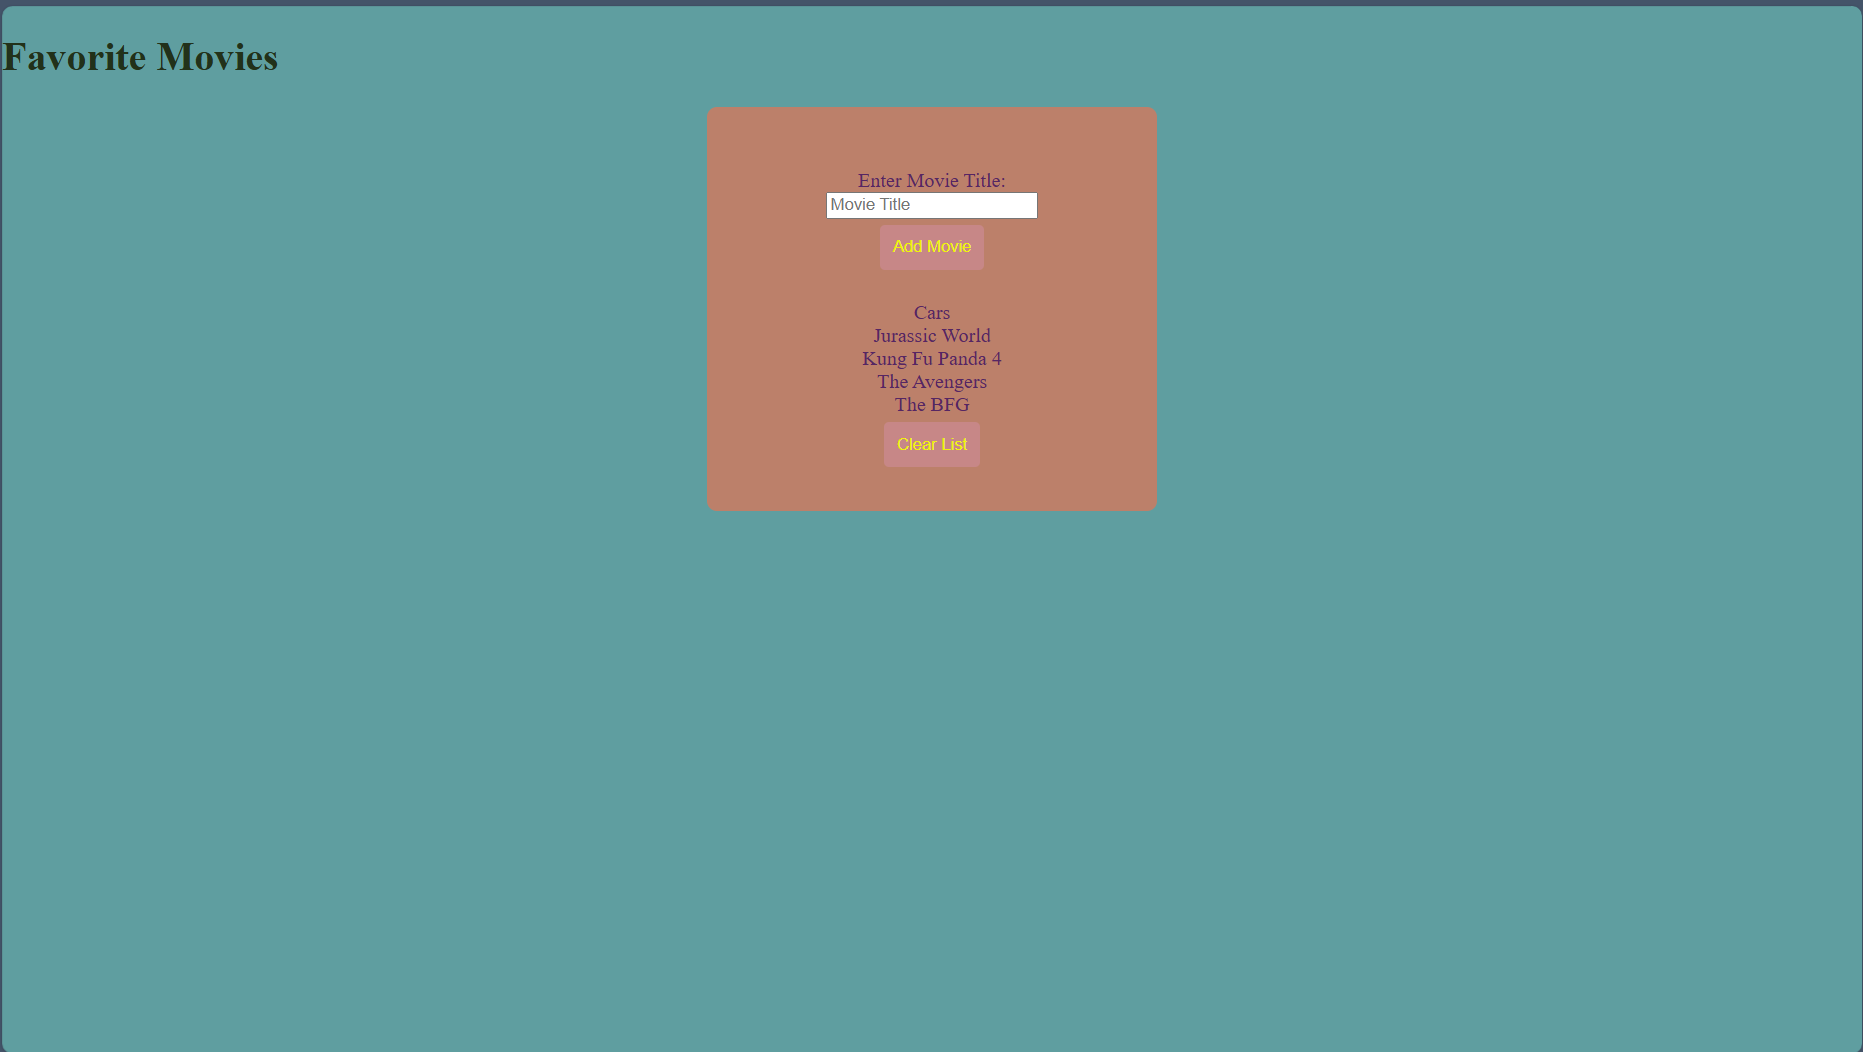 Favorite Movies
Enter Movie Title:
Movie Title
Add Movie
Cars
Jurassic World
Kung Fu Panda 4
The Avengers
The BFG
Clear List